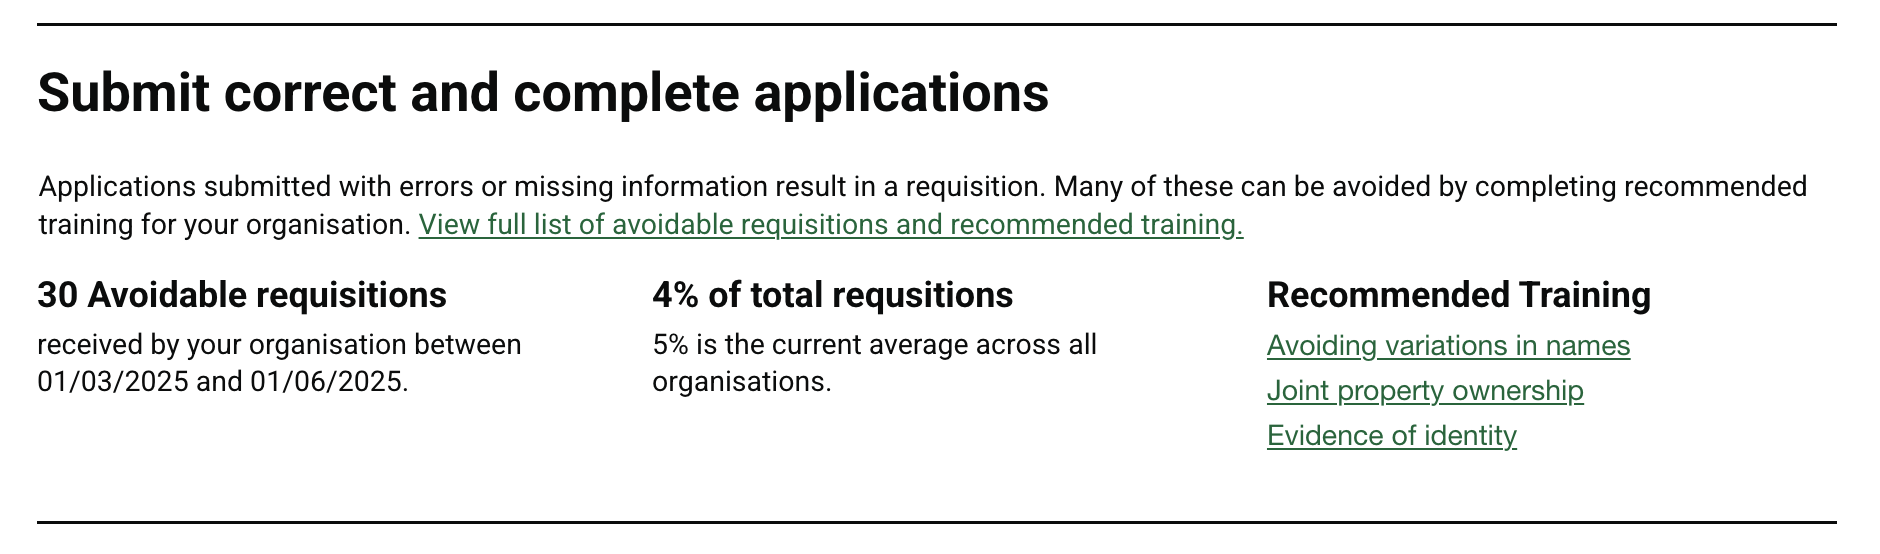 Submit correct and complete applications
Applications submitted with errors or missing information result in a requisition. Many of these can be avoided by completing recommended
training for your organisation. View full list of avoidable requisitions and recommended training.
30 Avoidable requisitions
received by your organisation between
01/03/2025 and 01/06/2025.
4% of total requsitions
5% is the current average across all
organisations.
Recommended Training
Avoiding variations in names
Joint property ownership
Evidence of identity